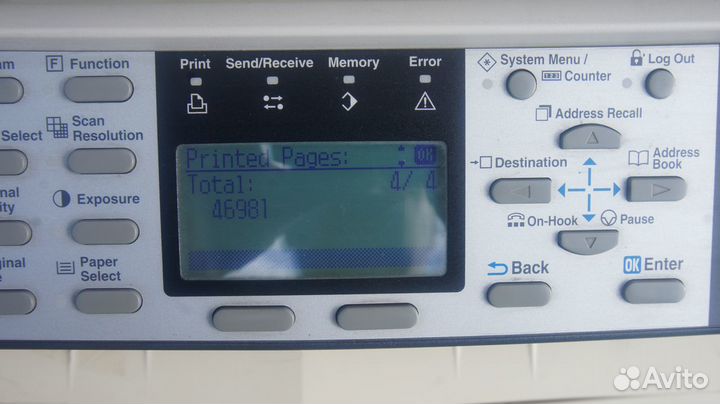 am
F Function
Print Send/Receive Memory Error
System Menu /
Counter
Log Out
Select
Scan
Resolution
Address Recall
Printed Pages: OK
Total: 4/ 4
46981
Destination
Address
Book
Exposure
On-Hook
Pause
Paper
Select
Back
OK Enter
Avito